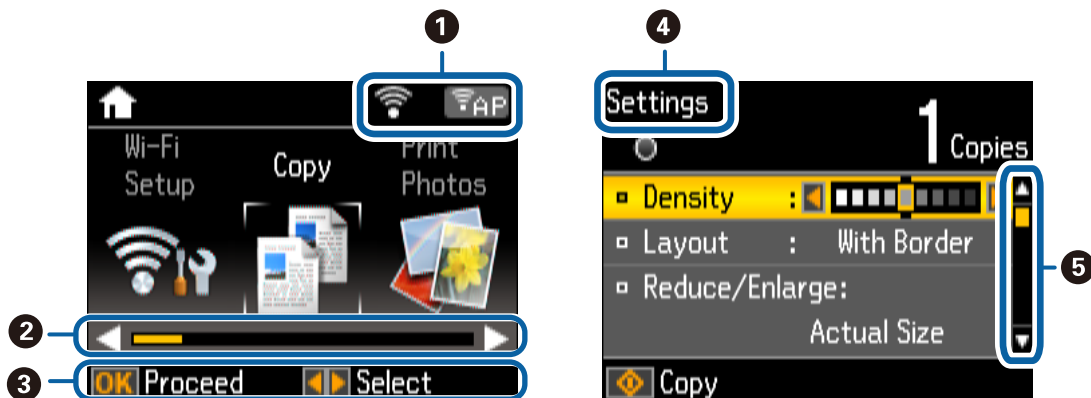 1
AP
Wi-Fi
Setup
Copy
Print
Photos
2
3
OK Proceed
Select
4
Settings
1 Copies
Density :
Layout : With Border
Reduce/Enlarge:
Actual Size
5
Copy